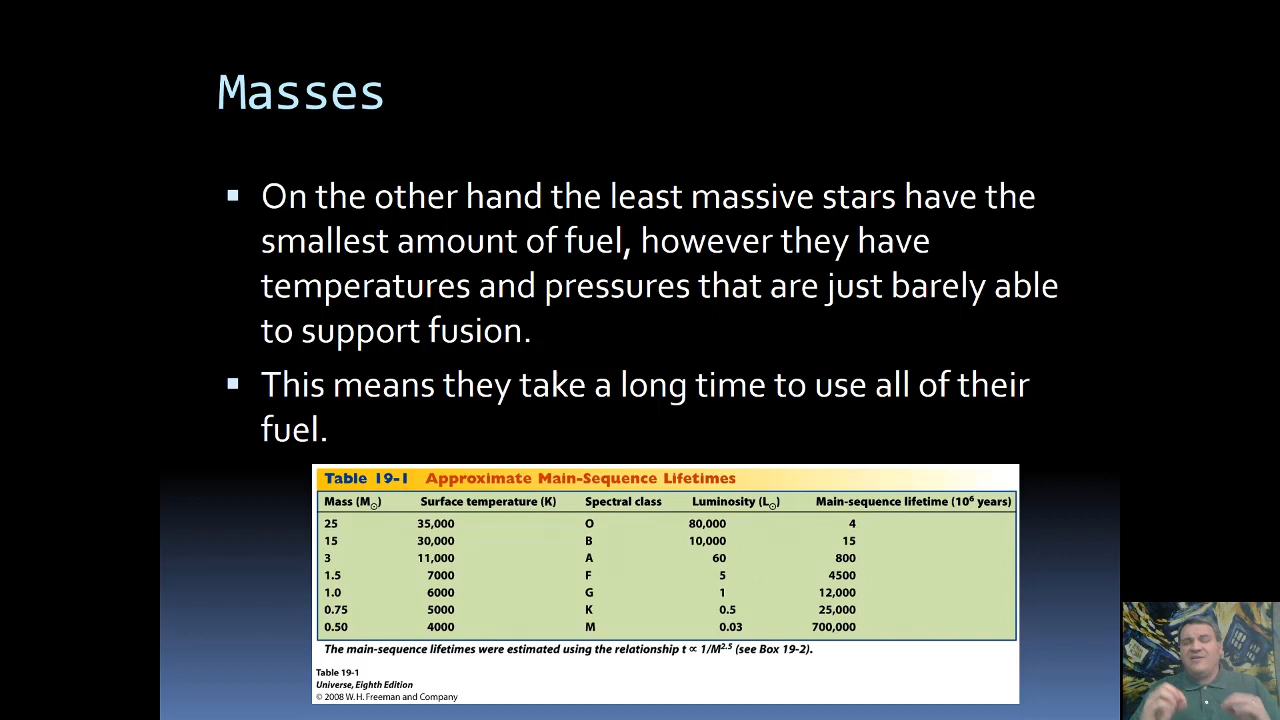 Masses
▪ On the other hand the least massive stars have the
smallest amount of fuel, however they have
temperatures and pressures that are just barely able
to support fusion.
▪ This means they take a long time to use all of their
fuel.
Table 19-1 Approximate Main-Sequence Lifetimes
Mass (M☉) Surface temperature (K) Spectral class Luminosity (L☉) Main-sequence lifetime (10⁶ years)
25 35,000 O 80,000 4
15 30,000 B 10,000 15
3 11,000 A 60 800
1.5 7000 F 5 4500
1.0 6000 G 1 12,000
0.75 5000 K 0.5 25,000
0.50 4000 M 0.03 700,000
The main-sequence lifetimes were estimated using the relationship t ∝ 1/M²·⁵ (see Box 19-2).
Table 19-1
Universe, Eighth Edition
© 2008 W. H. Freeman and Company